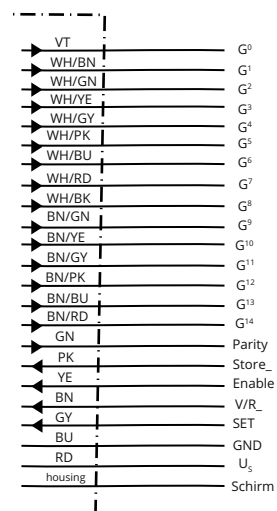 VT G⁰
WH/BN G¹
WH/GN G²
WH/YE G³
WH/GY G⁴
WH/PK G⁵
WH/BU G⁶
WH/RD G⁷
WH/BK G⁸
BN/GN G⁹
BN/YE G¹⁰
BN/GY G¹¹
BN/PK G¹²
BN/BU G¹³
BN/RD G¹⁴
GN Parity
PK Store_
YE Enable
BN V/R_
GY SET
BU GND
RD Uₛ
housing Schirm